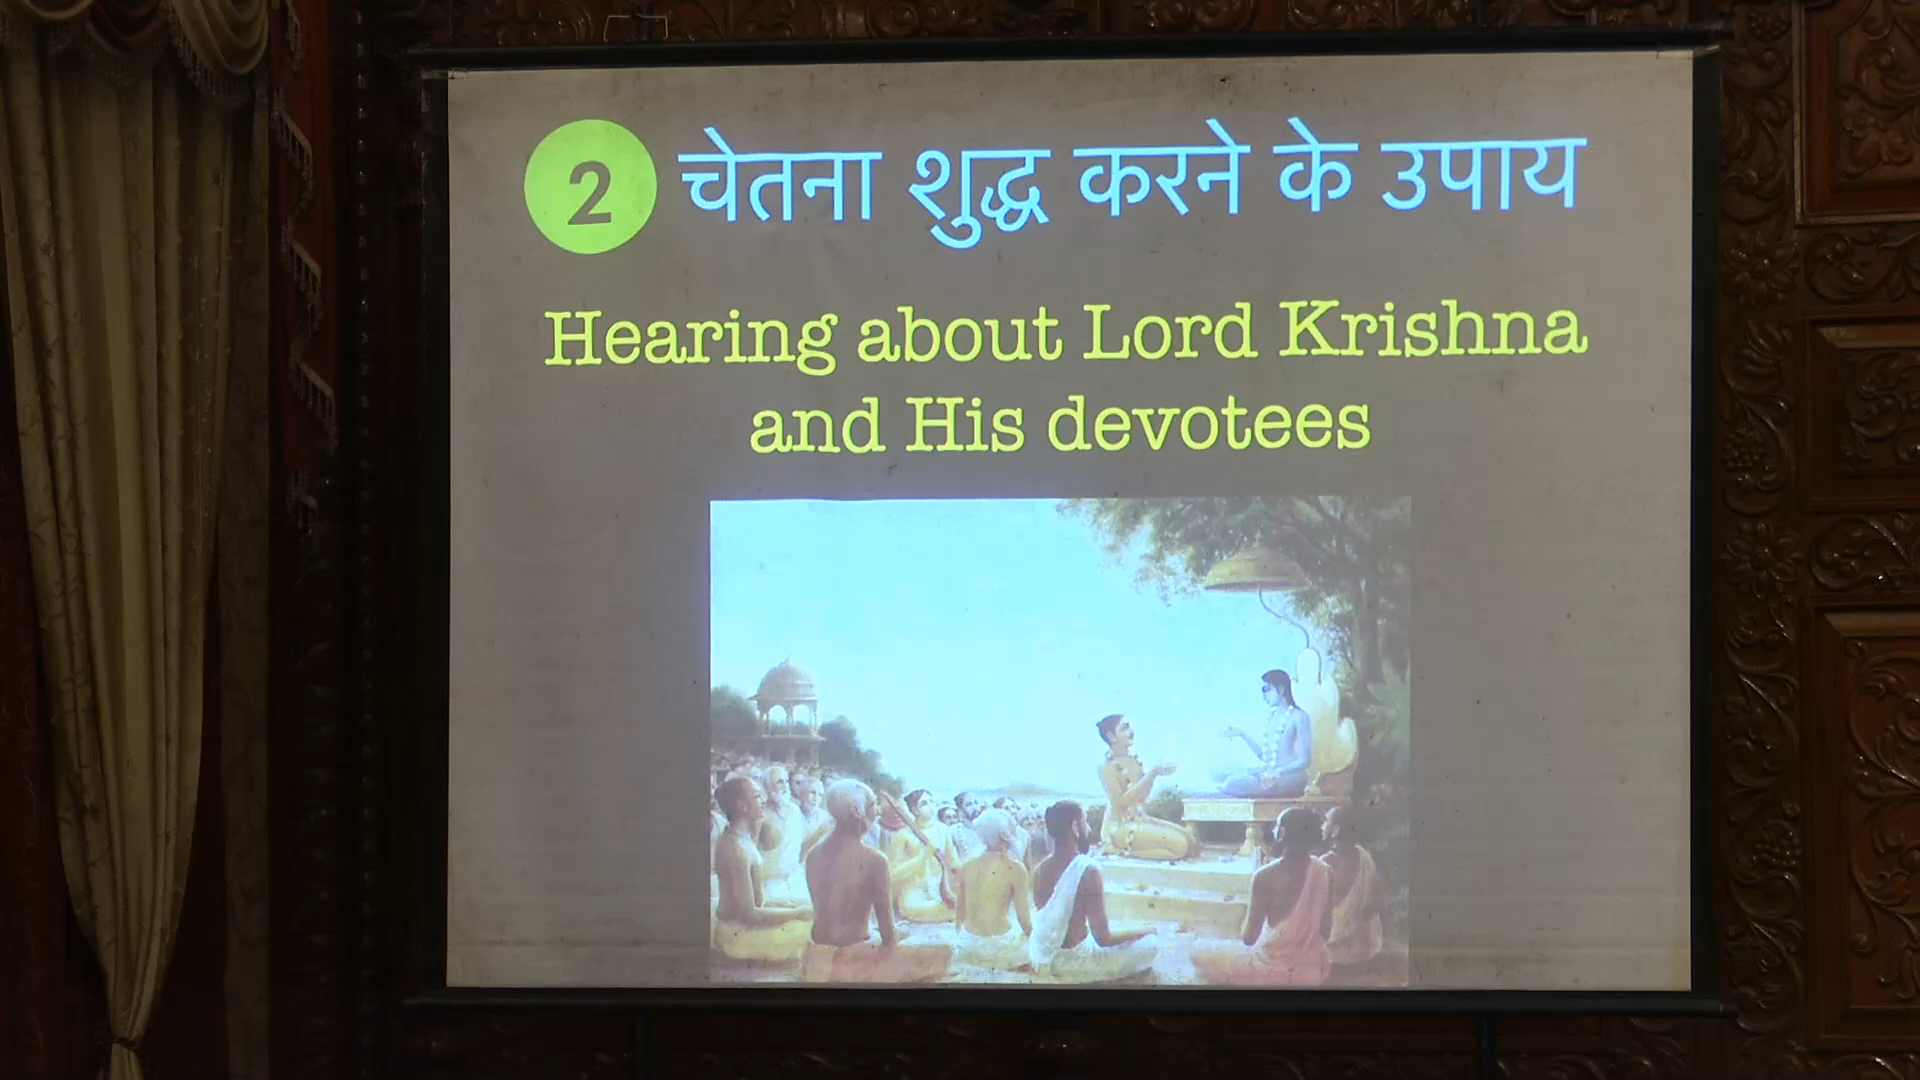 2 चेतना शुद्ध करने के उपाय
Hearing about Lord Krishna
and His devotees